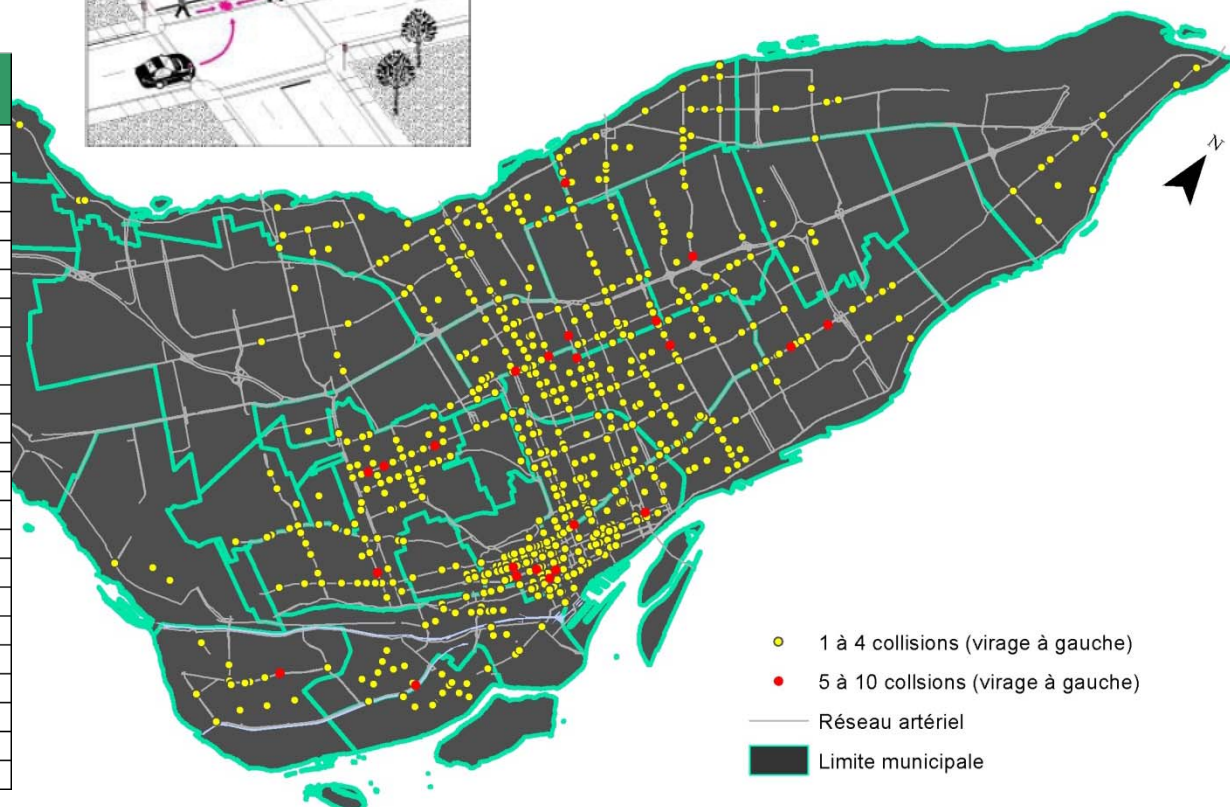 N
1 à 4 collisions (virage à gauche)
5 à 10 collsions (virage à gauche)
Réseau artériel
Limite municipale